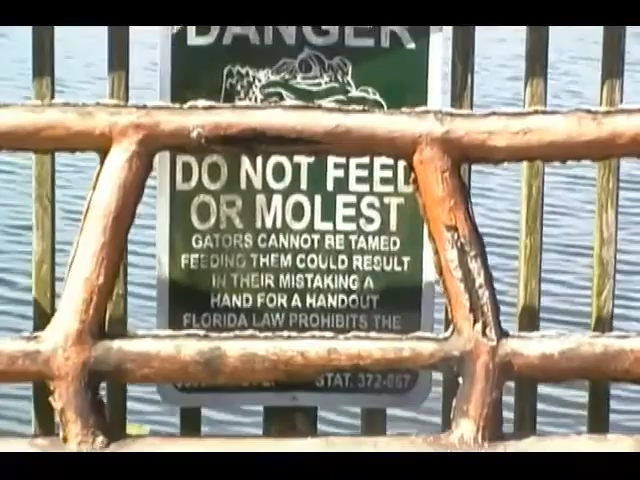 DANGER
DO NOT FEED
OR MOLEST
GATORS CANNOT BE TAMED
FEEDING THEM COULD RESULT
IN THEIR MISTAKING A
HAND FOR A HANDOUT
FLORIDA LAW PROHIBITS THE
STAT. 372-667